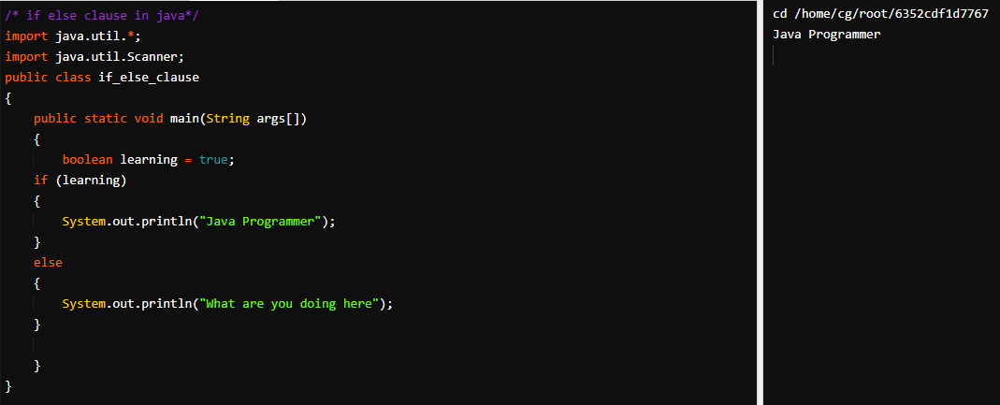 /* if else clause in java*/
import java.util.*;
import java.util.Scanner;
public class if_else_clause
{
    public static void main(String args[])
    {
        boolean learning = true;
    if (learning)
    {
        System.out.println("Java Programmer");
    }
    else
    {
        System.out.println("What are you doing here");
    }

    }
}
cd /home/cg/root/6352cdf1d7767
Java Programmer